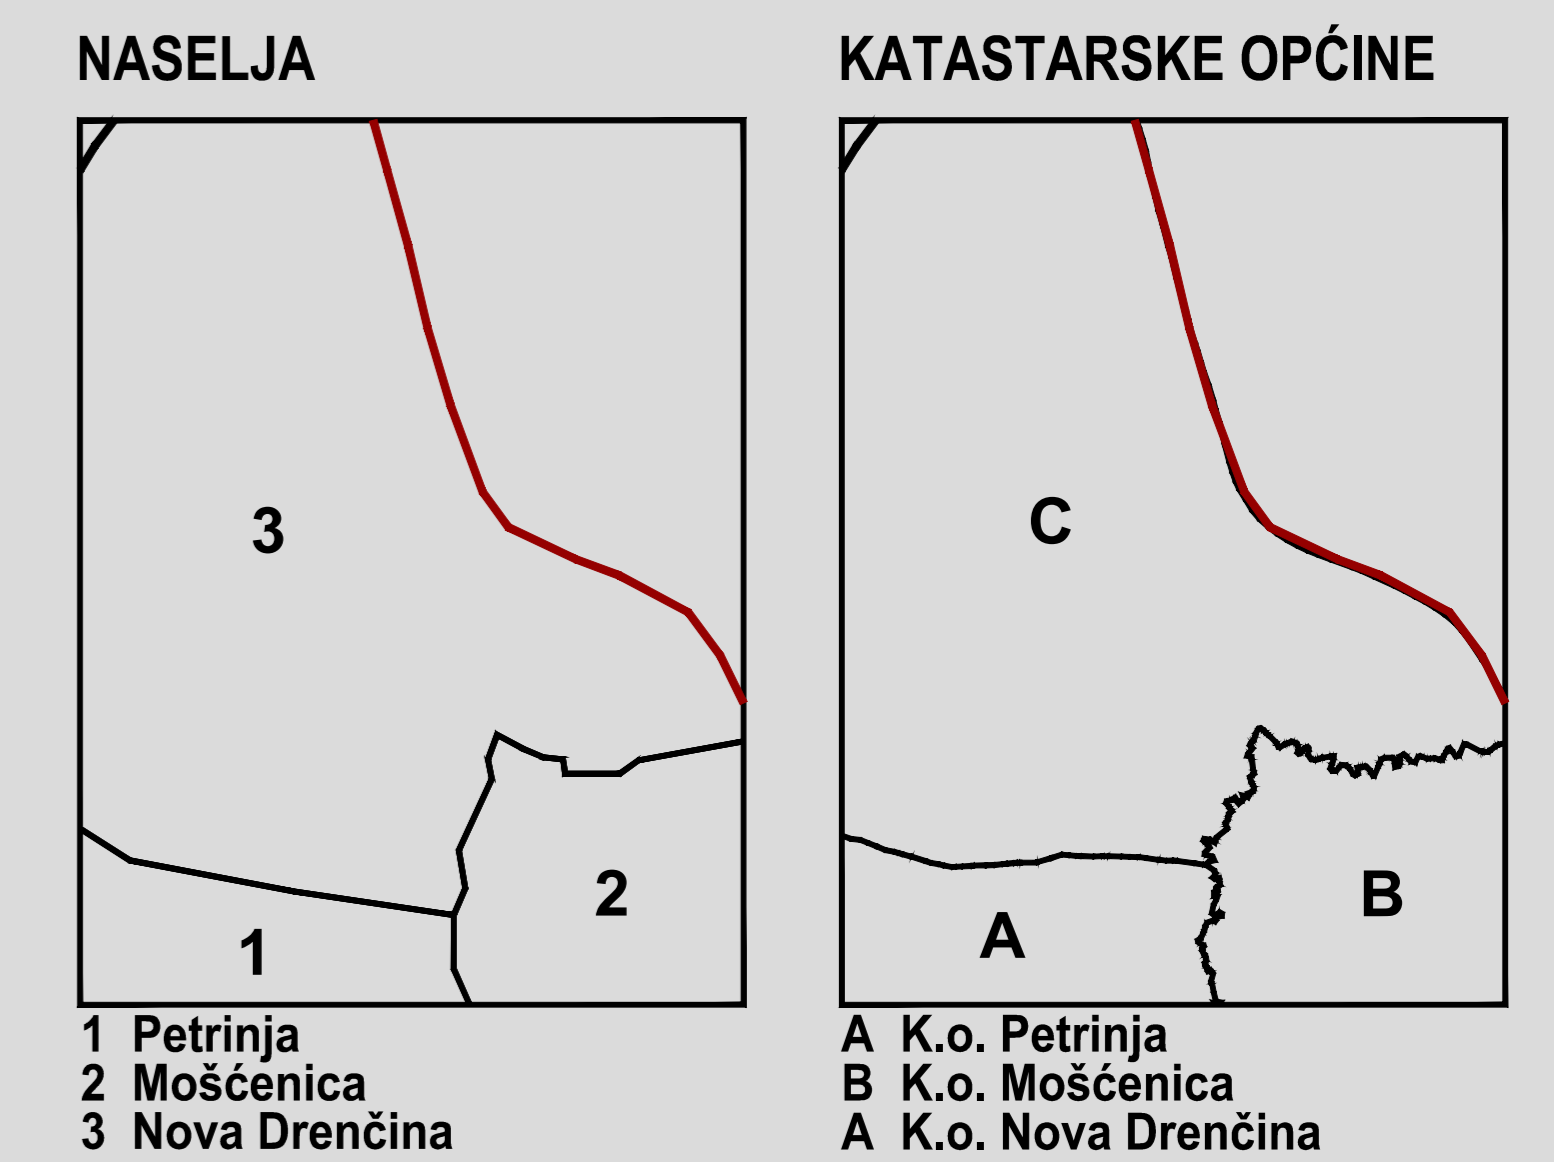 NASELJA
3
2
1
1 Petrinja
2 Mošćenica
3 Nova Drenčina
KATASTARSKE OPĆINE
C
B
A
A K.o. Petrinja
B K.o. Mošćenica
A K.o. Nova Drenčina